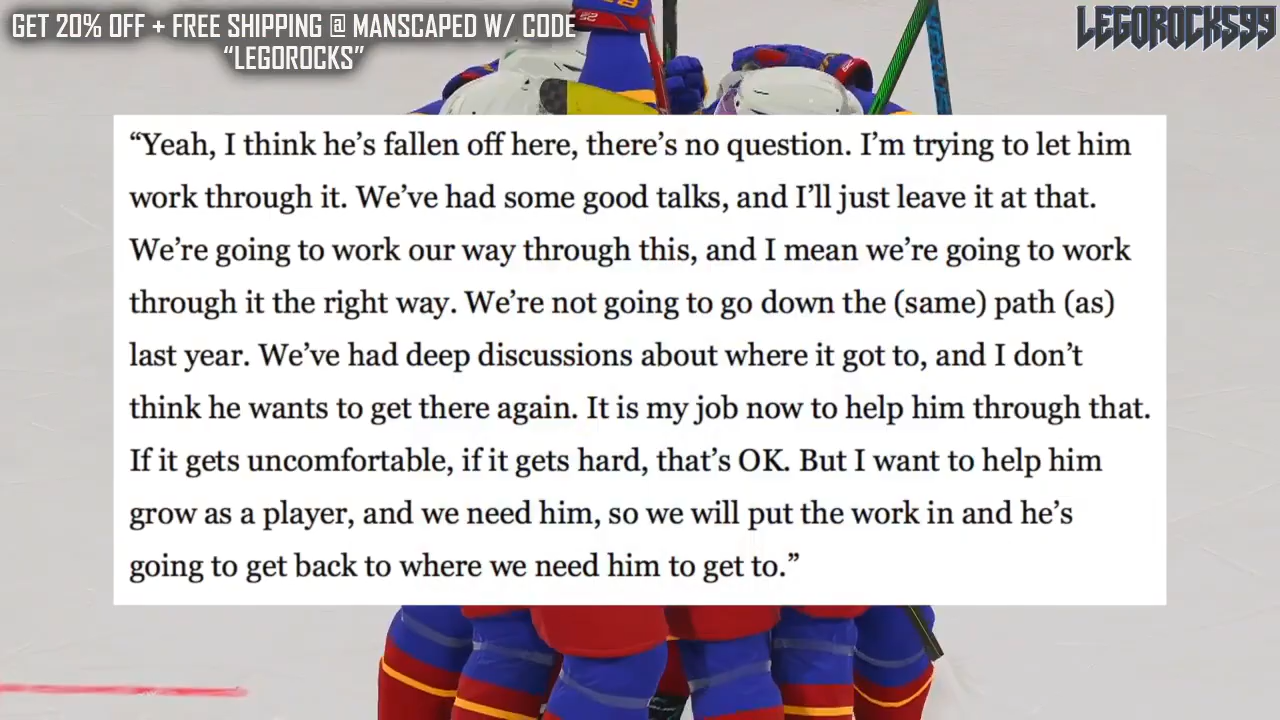 GET 20% OFF + FREE SHIPPING @ MANSCAPED W/ CODE
“LEGOROCKS”
LEGOROCKS99
“Yeah, I think he’s fallen off here, there’s no question. I’m trying to let him
work through it. We’ve had some good talks, and I’ll just leave it at that.
We’re going to work our way through this, and I mean we’re going to work
through it the right way. We’re not going to go down the (same) path (as)
last year. We’ve had deep discussions about where it got to, and I don’t
think he wants to get there again. It is my job now to help him through that.
If it gets uncomfortable, if it gets hard, that’s OK. But I want to help him
grow as a player, and we need him, so we will put the work in and he’s
going to get back to where we need him to get to.”